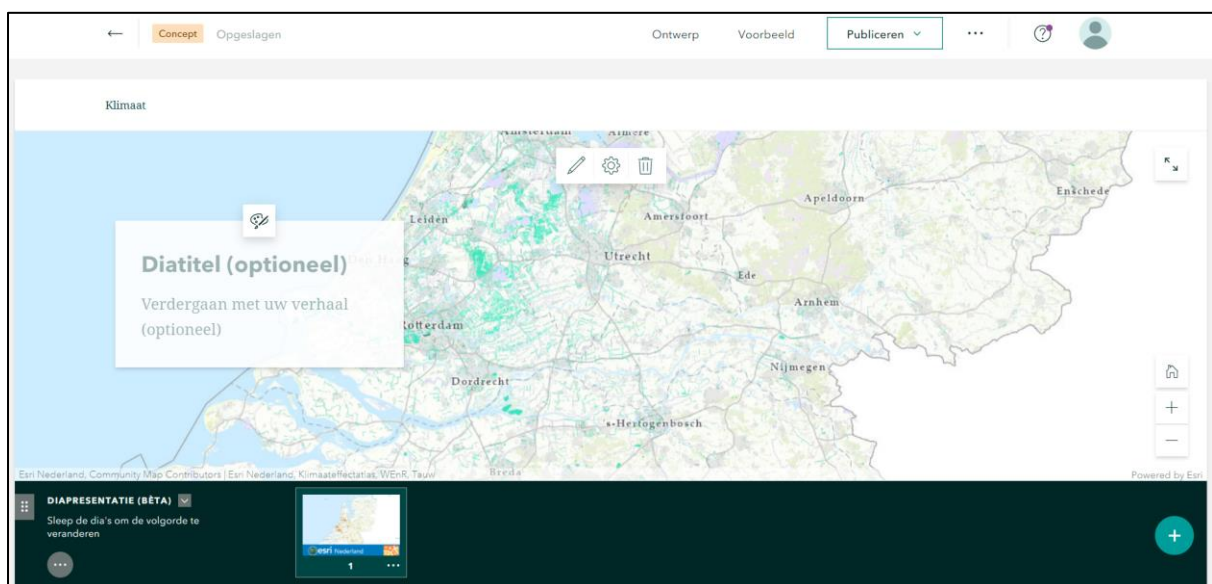 Concept Opgeslagen Ontwerp Voorbeeld Publiceren
Klimaat
Amsterdam Almere
Enschede
Apeldoorn
Leiden Amersfoort
Diatitel (optioneel)
Utrecht
Ede
Verdergaan met uw verhaal
(optioneel)
Arnhem
Rotterdam
Nijmegen
Dordrecht
's-Hertogenbosch
Breda
Esri Nederland, Community Map Contributors | Esri Nederland, Klimaateffectatlas, WEnR, Tauw
Powered by Esri
DIAPRESENTATIE (BÈTA)
Sleep de dia's om de volgorde te
veranderen
esri Nederland
1